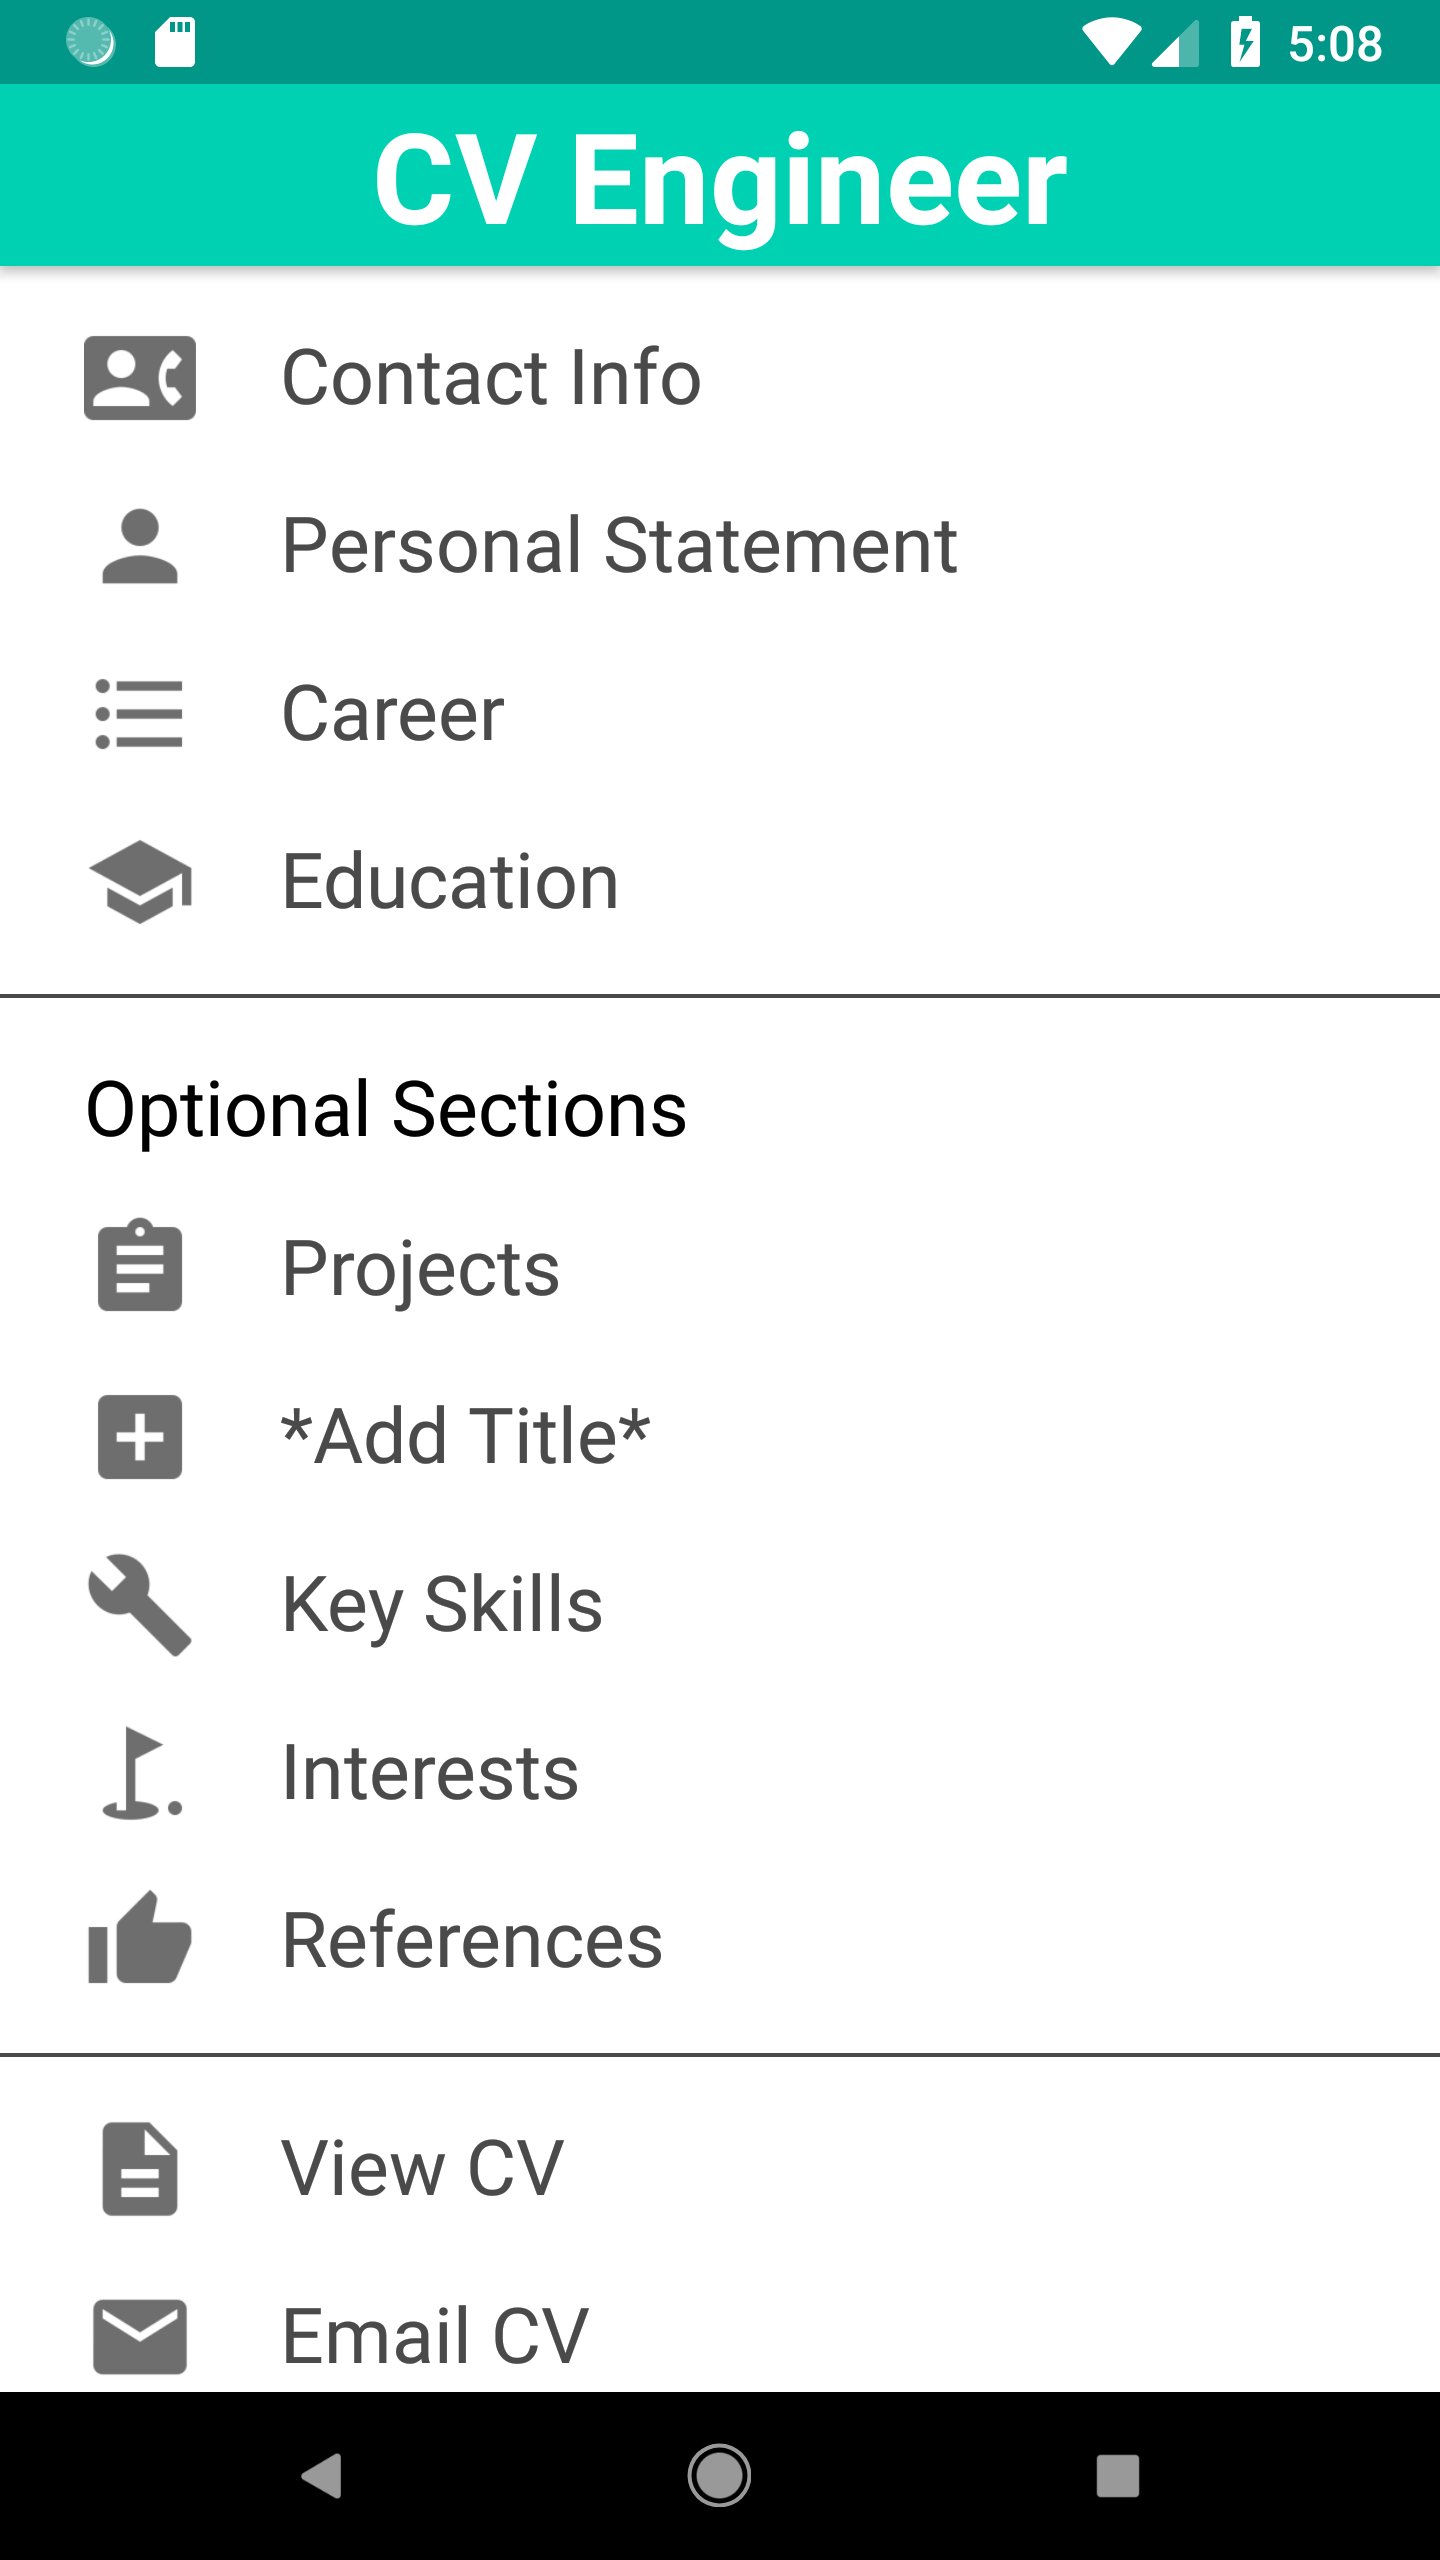 5:08
CV Engineer
Contact Info
Personal Statement
Career
Education
Optional Sections
Projects
*Add Title*
Key Skills
Interests
References
View CV
Email CV